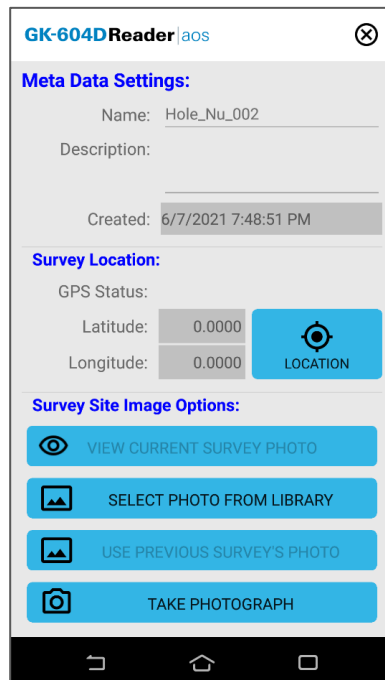 GK-604DReader|aos
Meta Data Settings:
Name: Hole_Nu_002
Description:
Created: 6/7/2021 7:48:51 PM
Survey Location:
GPS Status:
Latitude: 0.0000
Longitude: 0.0000
LOCATION
Survey Site Image Options:
VIEW CURRENT SURVEY PHOTO
SELECT PHOTO FROM LIBRARY
USE PREVIOUS SURVEY'S PHOTO
TAKE PHOTOGRAPH